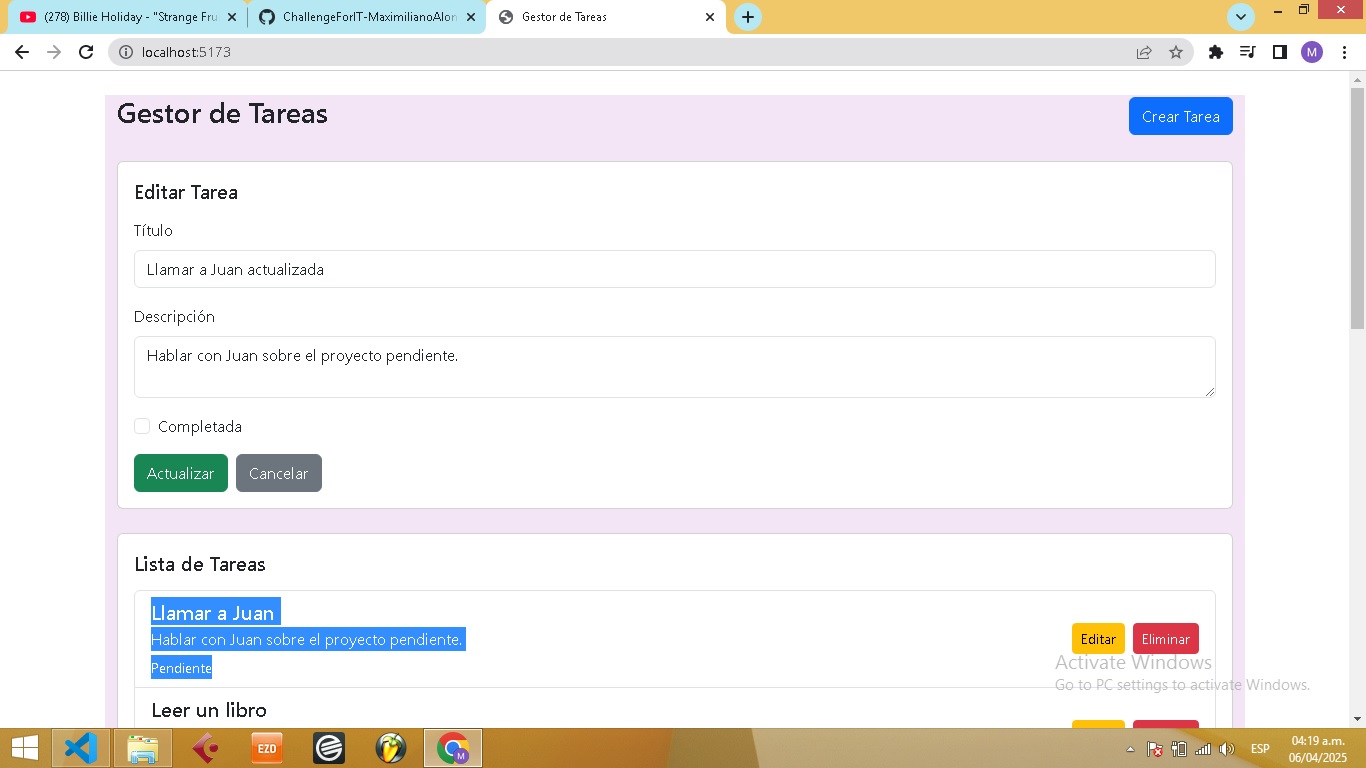 (278) Billie Holiday - "Strange Fru
ChallengeForIT-MaximilianoAlon
Gestor de Tareas
localhost:5173
M
Gestor de Tareas
Crear Tarea
Editar Tarea
Título
Llamar a Juan actualizada
Descripción
Hablar con Juan sobre el proyecto pendiente.
Completada
Actualizar
Cancelar
Lista de Tareas
Llamar a Juan
Hablar con Juan sobre el proyecto pendiente.
Pendiente
Editar
Eliminar
Activate Windows
Go to PC settings to activate Windows.
Leer un libro
EZD
M
ESP
04:19 a.m.
06/04/2025